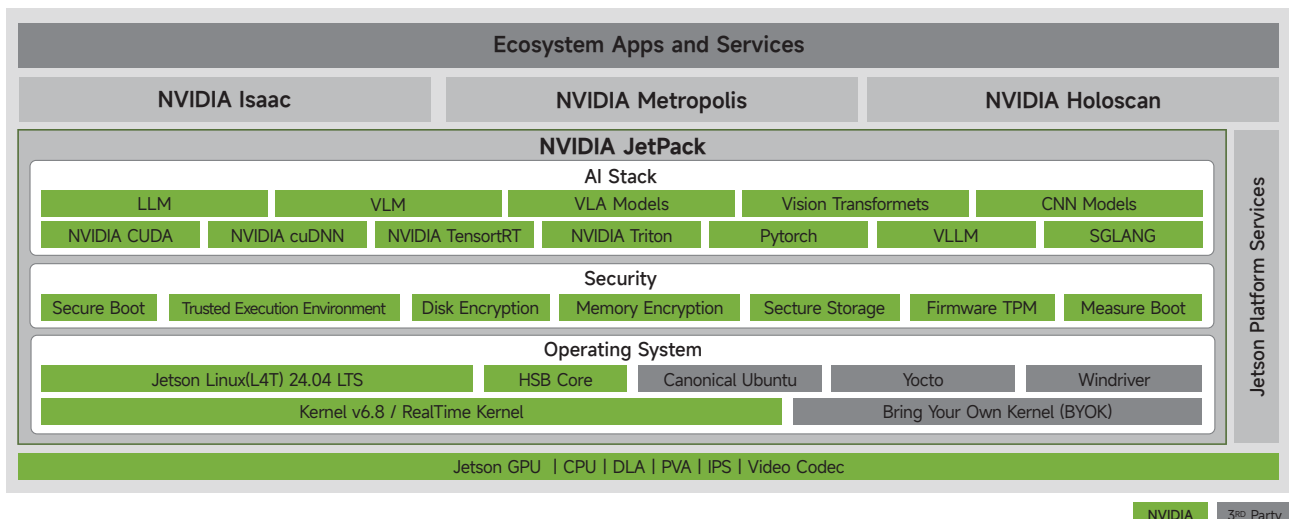 Ecosystem Apps and Services
NVIDIA Isaac
NVIDIA Metropolis
NVIDIA Holoscan
NVIDIA JetPack
AI Stack
LLM
VLM
VLA Models
Vision Transformets
CNN Models
NVIDIA CUDA
NVIDIA cuDNN
NVIDIA TensortRT
NVIDIA Triton
Pytorch
VLLM
SGLANG
Security
Secure Boot
Trusted Execution Environment
Disk Encryption
Memory Encryption
Secture Storage
Firmware TPM
Measure Boot
Operating System
Jetson Linux(L4T) 24.04 LTS
HSB Core
Canonical Ubuntu
Yocto
Windriver
Kernel v6.8 / RealTime Kernel
Bring Your Own Kernel (BYOK)
Jetson Platform Services
Jetson GPU | CPU | DLA | PVA | IPS | Video Codec
NVIDIA
3RD Party